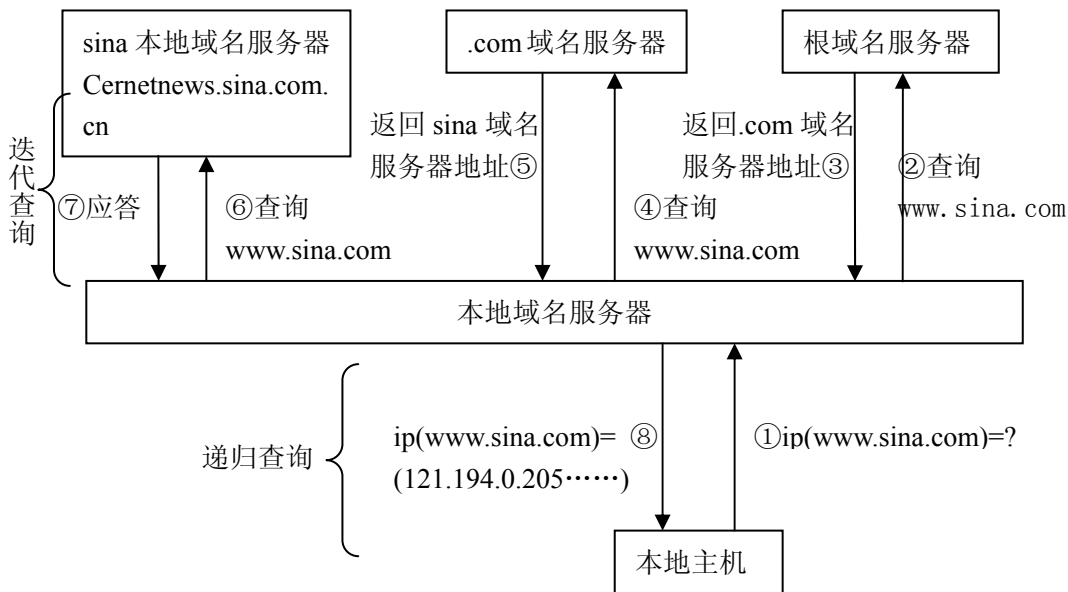 sina 本地域名服务器
Cernetnews.sina.com.
cn
.com 域名服务器
根域名服务器
迭代查询
⑦应答
⑥查询
www.sina.com
返回 sina 域名
服务器地址⑤
④查询
www.sina.com
返回.com 域名
服务器地址③
②查询
www.sina.com
本地域名服务器
递归查询
ip(www.sina.com)= ⑧
(121.194.0.205……)
①ip(www.sina.com)=?
本地主机